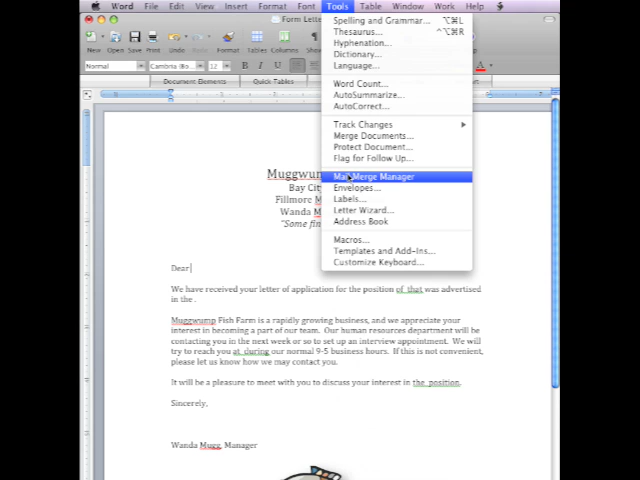 Word File Edit View Insert Format Font Tools Table Window Work Help
Form Lette
New Open Save Print Undo Format Tables Columns Show
Normal Cambria (Bo... 12 B I U
Document Elements Quick Tables
Spelling and Grammar... ⌥⌘L
Thesaurus... ^⌥⌘R
Hyphenation...
Dictionary...
Language...
Word Count...
AutoSummarize...
AutoCorrect...
Track Changes
Merge Documents...
Protect Document...
Flag for Follow Up...
Mail Merge Manager
Envelopes...
Labels...
Letter Wizard...
Address Book
Macros...
Templates and Add-Ins...
Customize Keyboard...
Muggwump
Bay City
Fillmore M
Wanda M
"Some fin
Dear
We have received your letter of application for the position of that was advertised
in the .
Muggwump Fish Farm is a rapidly growing business, and we appreciate your
interest in becoming a part of our team. Our human resources department will be
contacting you in the next week or so to set up an interview appointment. We will
try to reach you at during our normal 9-5 business hours. If this is not convenient,
please let us know how we may contact you.
It will be a pleasure to meet with you to discuss your interest in the position.
Sincerely,
Wanda Mugg, Manager